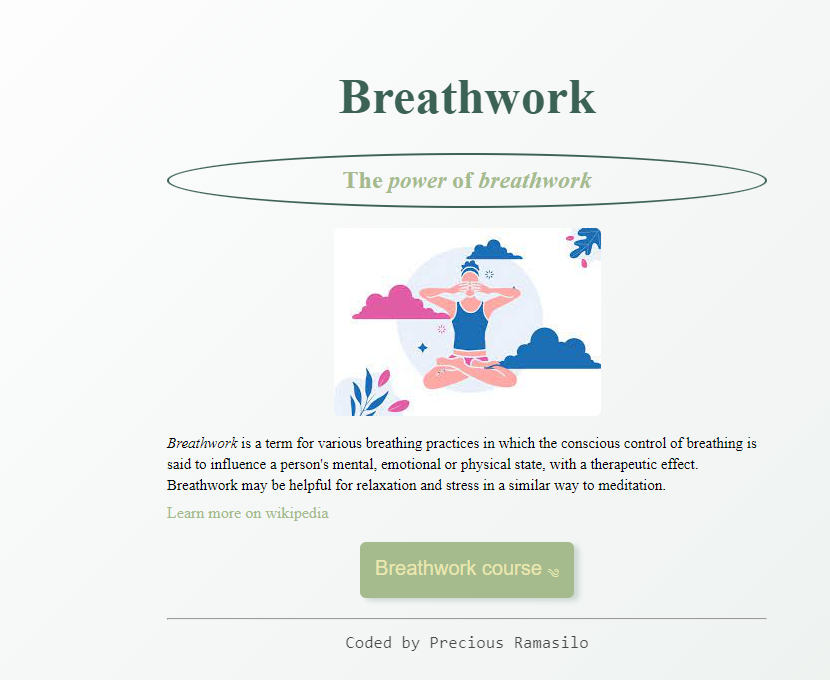 Breathwork
The power of breathwork
Breathwork is a term for various breathing practices in which the conscious control of breathing is
said to influence a person's mental, emotional or physical state, with a therapeutic effect.
Breathwork may be helpful for relaxation and stress in a similar way to meditation.
Learn more on wikipedia
Breathwork course
Coded by Precious Ramasilo